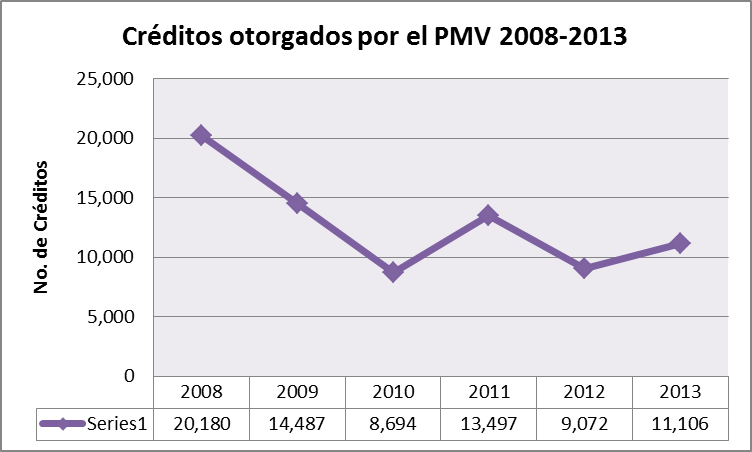 Créditos otorgados por el PMV 2008-2013
No. de Créditos
25,000
20,000
15,000
10,000
5,000
0
2008 2009 2010 2011 2012 2013
Series1 20,180 14,487 8,694 13,497 9,072 11,106